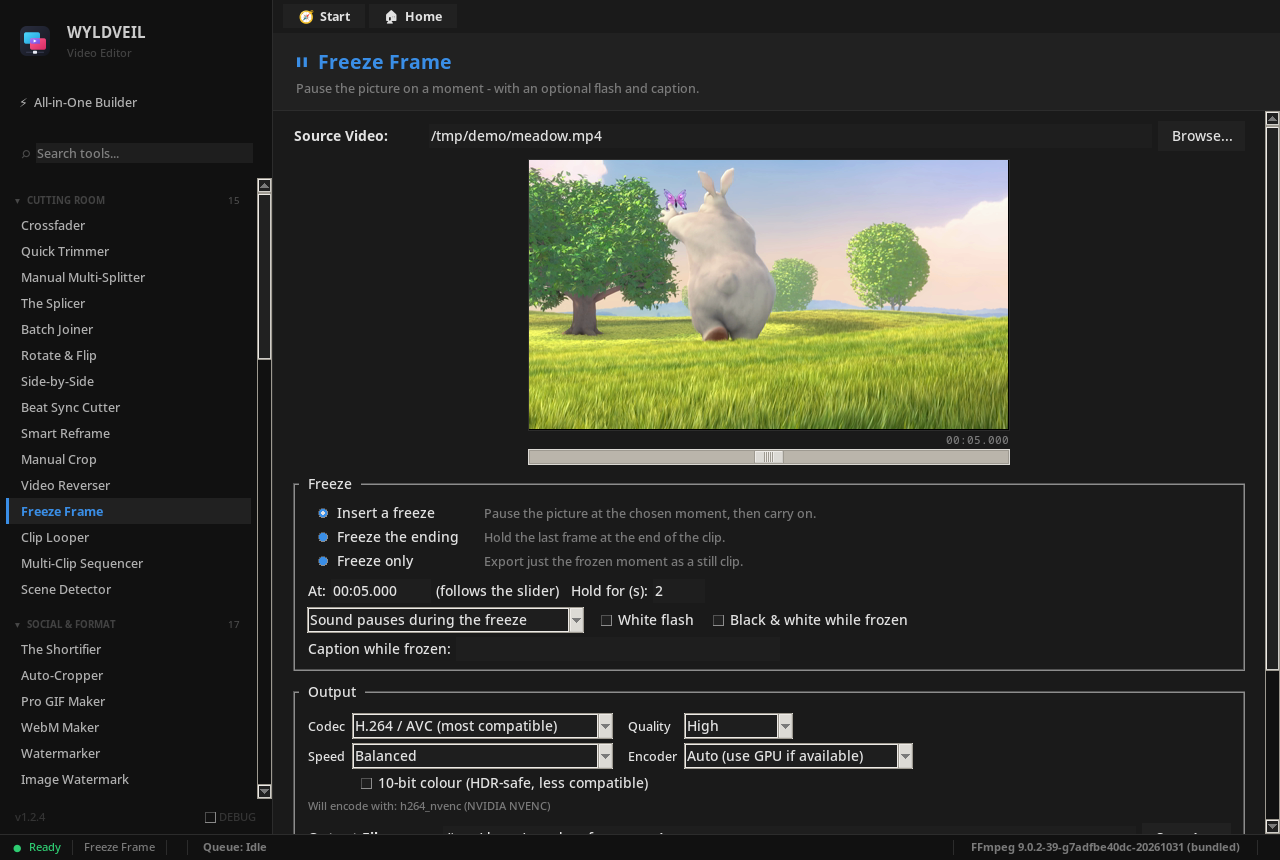 WYLDVEIL
Video Editor
⚡ All-in-One Builder
Search tools...
CUTTING ROOM 15
Crossfader
Quick Trimmer
Manual Multi-Splitter
The Splicer
Batch Joiner
Rotate & Flip
Side-by-Side
Beat Sync Cutter
Smart Reframe
Manual Crop
Video Reverser
Freeze Frame
Clip Looper
Multi-Clip Sequencer
Scene Detector
SOCIAL & FORMAT 17
The Shortifier
Auto-Cropper
Pro GIF Maker
WebM Maker
Watermarker
Image Watermark
v1.2.4 DEBUG
Start Home
Freeze Frame
Pause the picture on a moment - with an optional flash and caption.
Source Video: /tmp/demo/meadow.mp4 Browse...
00:05.000
Freeze
Insert a freeze Pause the picture at the chosen moment, then carry on.
Freeze the ending Hold the last frame at the end of the clip.
Freeze only Export just the frozen moment as a still clip.
At: 00:05.000 (follows the slider) Hold for (s): 2
Sound pauses during the freeze White flash Black & white while frozen
Caption while frozen:
Output
Codec H.264 / AVC (most compatible) Quality High
Speed Balanced Encoder Auto (use GPU if available)
10-bit colour (HDR-safe, less compatible)
Will encode with: h264_nvenc (NVIDIA NVENC)
Ready Freeze Frame Queue: Idle FFmpeg 9.0.2-39-g7adfbe40dc-20261031 (bundled)